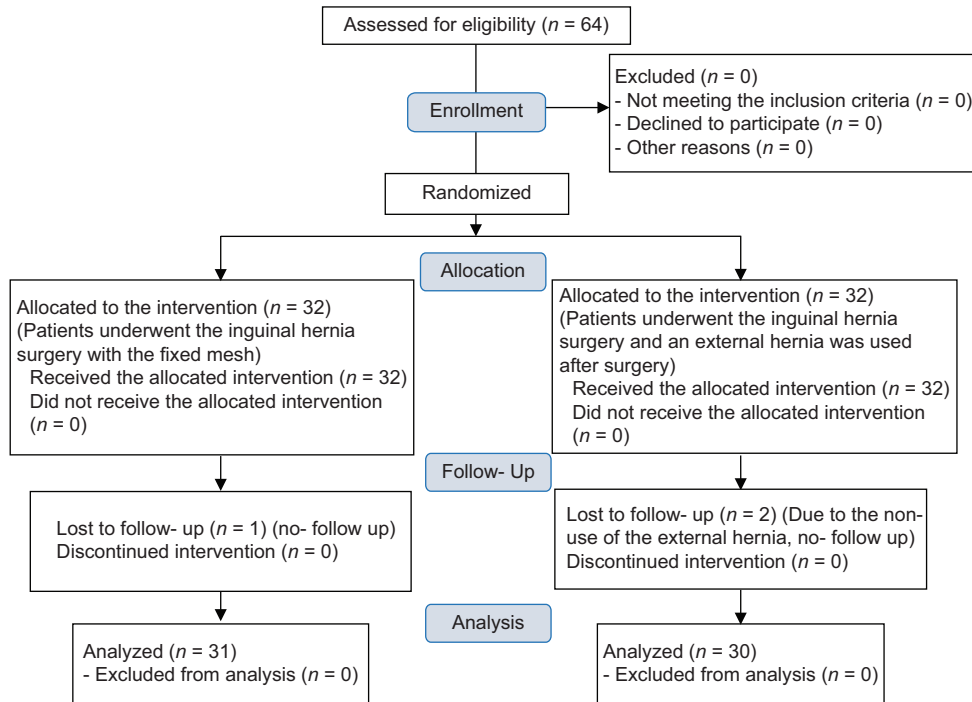 Assessed for eligibility (n = 64)
Enrollment
Excluded (n = 0)
- Not meeting the inclusion criteria (n = 0)
- Declined to participate (n = 0)
- Other reasons (n = 0)
Randomized
Allocation
Allocated to the intervention (n = 32)
(Patients underwent the inguinal hernia
surgery with the fixed mesh)
Received the allocated intervention (n = 32)
Did not receive the allocated intervention
(n = 0)
Allocated to the intervention (n = 32)
(Patients underwent the inguinal hernia
surgery and an external hernia was used
after surgery)
Received the allocated intervention (n = 32)
Did not receive the allocated intervention
(n = 0)
Follow- Up
Lost to follow- up (n = 1) (no- follow up)
Discontinued intervention (n = 0)
Lost to follow- up (n = 2) (Due to the non-
use of the external hernia, no- follow up)
Discontinued intervention (n = 0)
Analysis
Analyzed (n = 31)
- Excluded from analysis (n = 0)
Analyzed (n = 30)
- Excluded from analysis (n = 0)